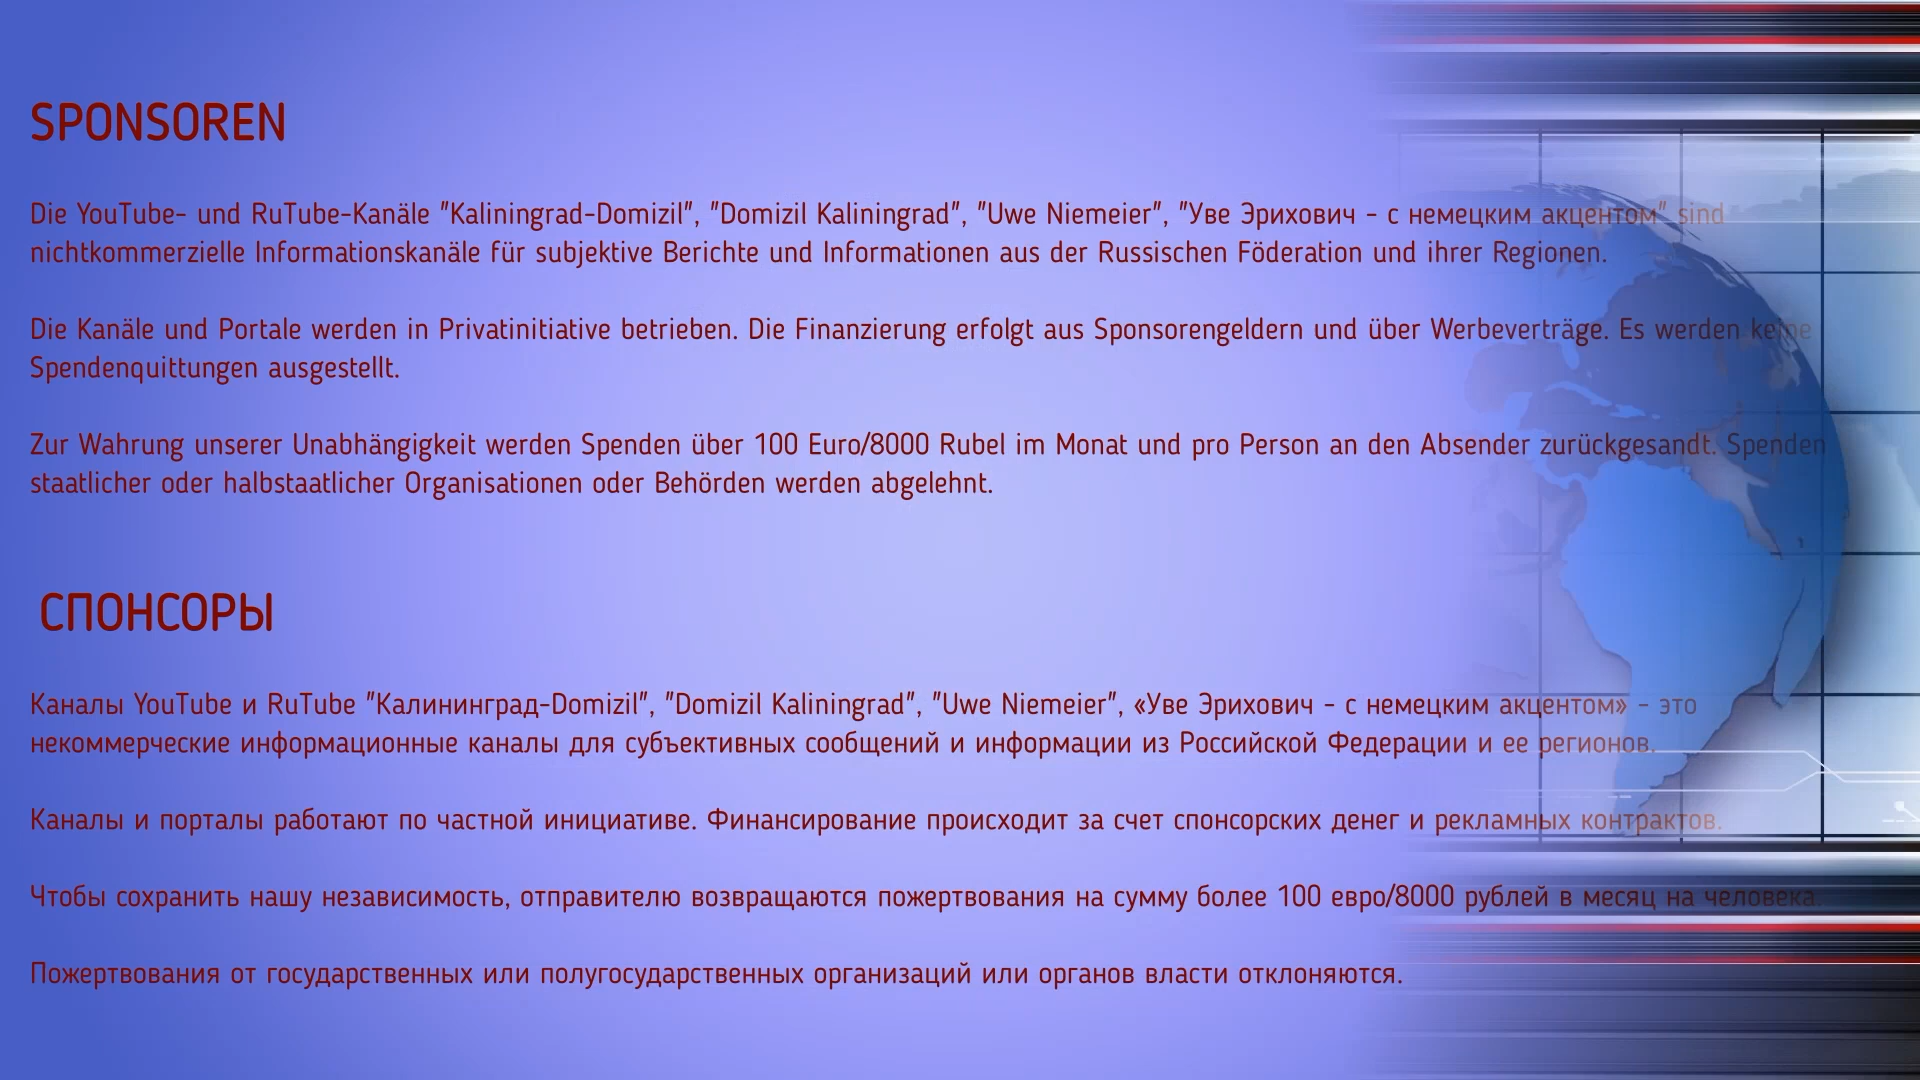 SPONSOREN
Die YouTube- und RuTube-Kanäle "Kaliningrad-Domizil", "Domizil Kaliningrad", "Uwe Niemeier", "Уве Эрихович - с немецким акцентом" sind
nichtkommerzielle Informationskanäle für subjektive Berichte und Informationen aus der Russischen Föderation und ihrer Regionen.
Die Kanäle und Portale werden in Privatinitiative betrieben. Die Finanzierung erfolgt aus Sponsorengeldern und über Werbeverträge. Es werden keine
Spendenquittungen ausgestellt.
Zur Wahrung unserer Unabhängigkeit werden Spenden über 100 Euro/8000 Rubel im Monat und pro Person an den Absender zurückgesandt. Spenden
staatlicher oder halbstaatlicher Organisationen oder Behörden werden abgelehnt.
СПОНСОРЫ
Каналы YouTube и RuTube "Калининград-Domizil", "Domizil Kaliningrad", "Uwe Niemeier", «Уве Эрихович - с немецким акцентом» - это
некоммерческие информационные каналы для субъективных сообщений и информации из Российской Федерации и ее регионов.
Каналы и порталы работают по частной инициативе. Финансирование происходит за счет спонсорских денег и рекламных контрактов.
Чтобы сохранить нашу независимость, отправителю возвращаются пожертвования на сумму более 100 евро/8000 рублей в месяц на человека.
Пожертвования от государственных или полугосударственных организаций или органов власти отклоняются.